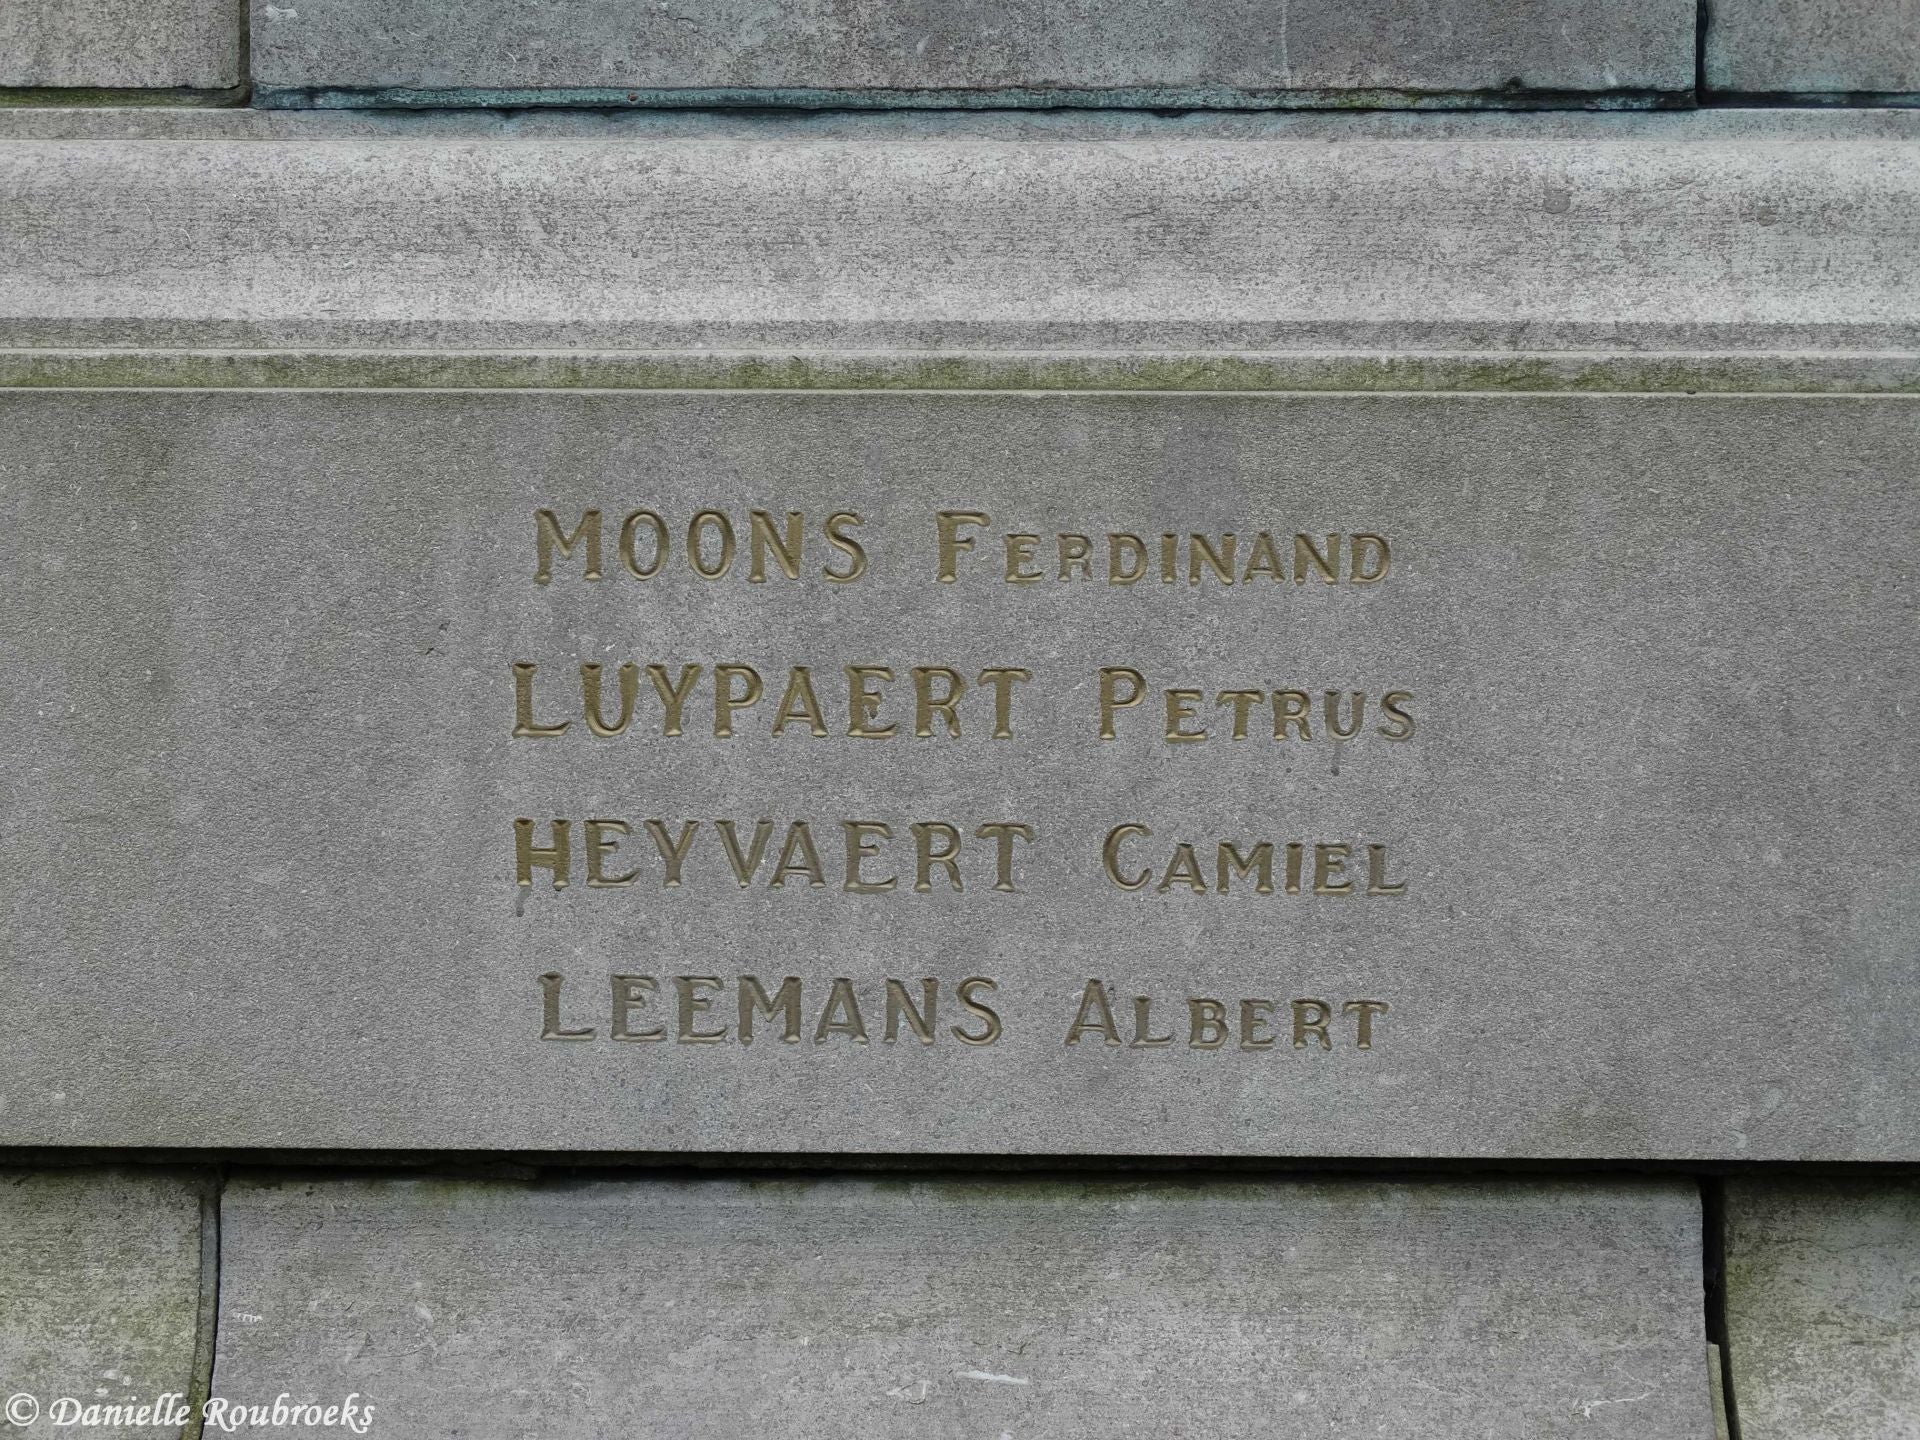 MOONS FERDINAND
LUYPAERT PETRUS
HEYVAERT CAMIEL
LEEMANS ALBERT
© Danielle Roubroeks